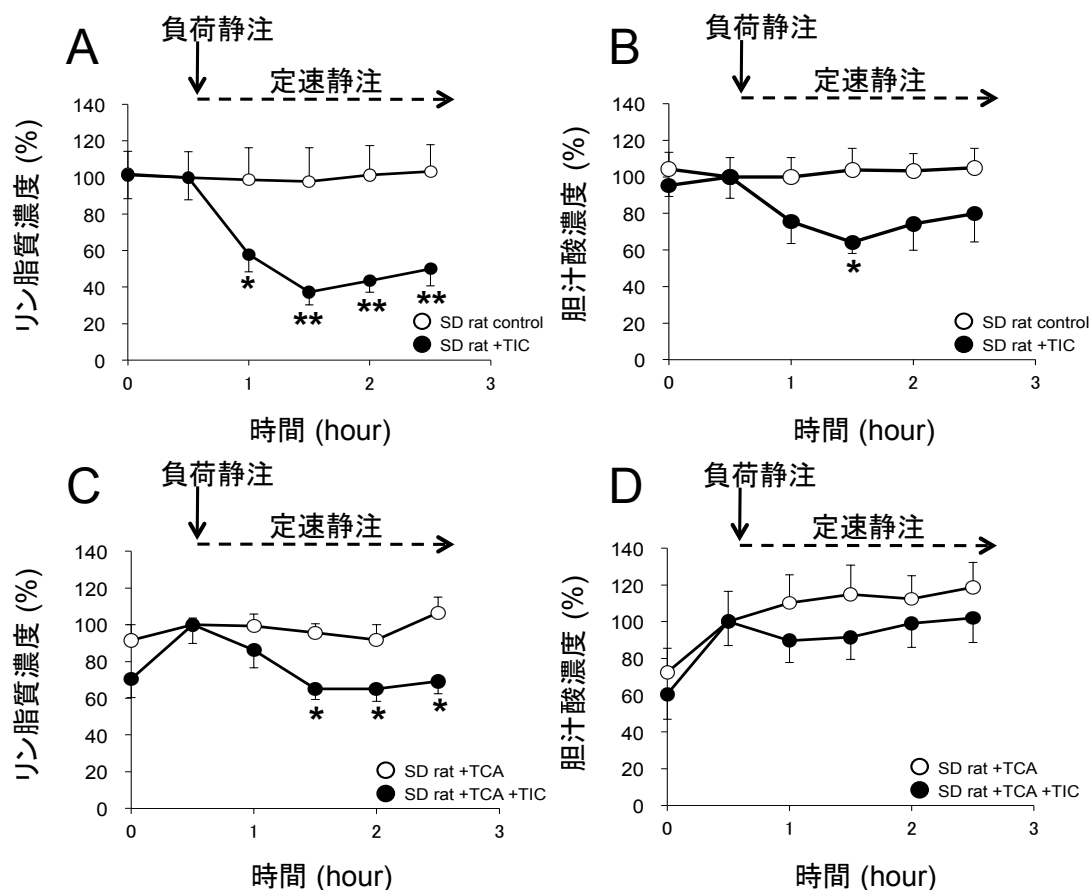 A
負荷静注
定速静注
リン脂質濃度 (%)
140
120
100
80
60
40
20
0
*
**
**
**
SD rat control
SD rat +TIC
0
1
2
3
時間 (hour)
B
負荷静注
定速静注
胆汁酸濃度 (%)
140
120
100
80
60
40
20
0
*
SD rat control
SD rat +TIC
0
1
2
3
時間 (hour)
C
負荷静注
定速静注
リン脂質濃度 (%)
140
120
100
80
60
40
20
0
*
*
*
SD rat +TCA
SD rat +TCA +TIC
0
1
2
3
時間 (hour)
D
負荷静注
定速静注
胆汁酸濃度 (%)
140
120
100
80
60
40
20
0
SD rat +TCA
SD rat +TCA +TIC
0
1
2
3
時間 (hour)